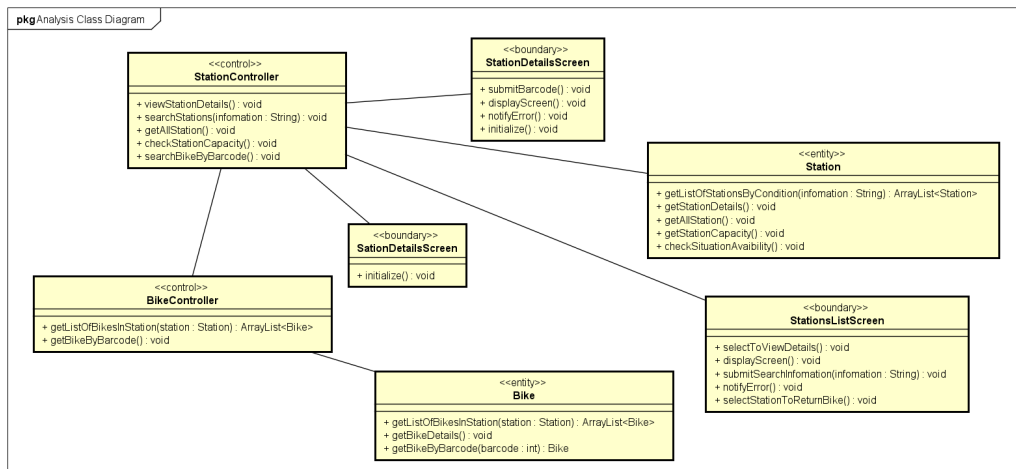 pkg Analysis Class Diagram
<<control>>
StationController
+ viewStationDetails() : void
+ searchStations(infomation : String) : void
+ getAllStation() : void
+ checkStationCapacity() : void
+ searchBikeByBarcode() : void
<<boundary>>
StationDetailsScreen
+ submitBarcode() : void
+ displayScreen() : void
+ notifyError() : void
+ initialize() : void
<<entity>>
Station
+ getListOfStationsByCondition(infomation : String) : ArrayList<Station>
+ getStationDetails() : void
+ getAllStation() : void
+ getStationCapacity() : void
+ checkSituationAvaibility() : void
<<boundary>>
SationDetailsScreen
+ initialize() : void
<<control>>
BikeController
+ getListOfBikesInStation(station : Station) : ArrayList<Bike>
+ getBikeByBarcode() : void
<<boundary>>
StationsListScreen
+ selectToViewDetails() : void
+ displayScreen() : void
+ submitSearchInfomation(infomation : String) : void
+ notifyError() : void
+ selectStationToReturnBike() : void
<<entity>>
Bike
+ getListOfBikesInStation(station : Station) : ArrayList<Bike>
+ getBikeDetails() : void
+ getBikeByBarcode(barcode : int) : Bike